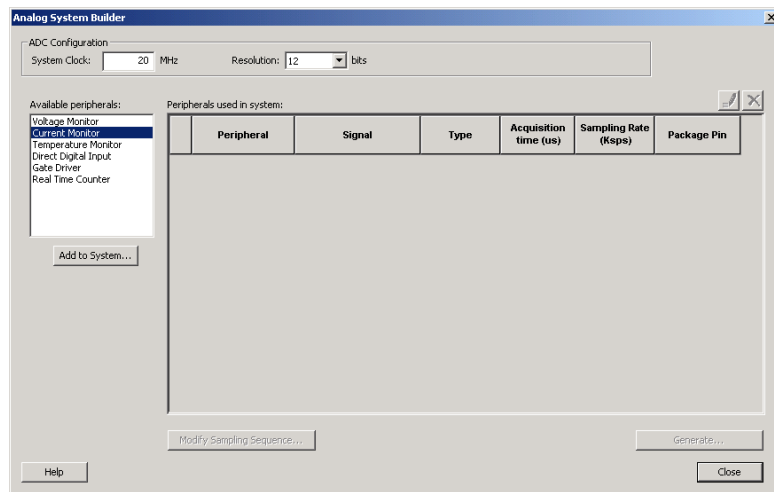 Analog System Builder
ADC Configuration
System Clock: 20 MHz Resolution: 12 bits
Available peripherals:
Voltage Monitor
Current Monitor
Temperature Monitor
Direct Digital Input
Gate Driver
Real Time Counter
Add to System...
Peripherals used in system:
Peripheral Signal Type Acquisition time (us) Sampling Rate (Ksps) Package Pin
Modify Sampling Sequence...
Generate...
Help
Close